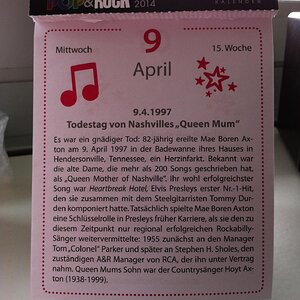 POP&ROCK 2014
KALENDER
Mittwoch
9
15. Woche
April
9.4.1997
Todestag von Nashvilles „Queen Mum“
Es war ein gnädiger Tod: 82-jährig ereilte Mae Boren Ax-
ton am 9. April 1997 in der Badewanne ihres Hauses in
Hendersonville, Tennessee, ein Herzinfarkt. Bekannt war
die alte Dame, die mehr als 200 Songs geschrieben hat,
als „Queen Mother of Nashville“. Ihr wohl erfolgreichster
Song war Heartbreak Hotel, Elvis Presleys erster Nr.-1-Hit,
den sie zusammen mit dem Steelgitarristen Tommy Dur-
den komponiert hatte. Tatsächlich spielte Mae Boren Axton
eine Schlüsselrolle in Presleys früher Karriere, als sie den zu
diesem Zeitpunkt nur regional erfolgreichen Rockabilly-
Sänger weitervermittelte: 1955 zunächst an den Manager
Tom „Colonel“ Parker und später an Stephen H. Sholes, den
zuständigen A&R Manager von RCA, der ihn unter Vertrag
nahm. Queen Mums Sohn war der Countrysänger Hoyt Ax-
ton (1938-1999).